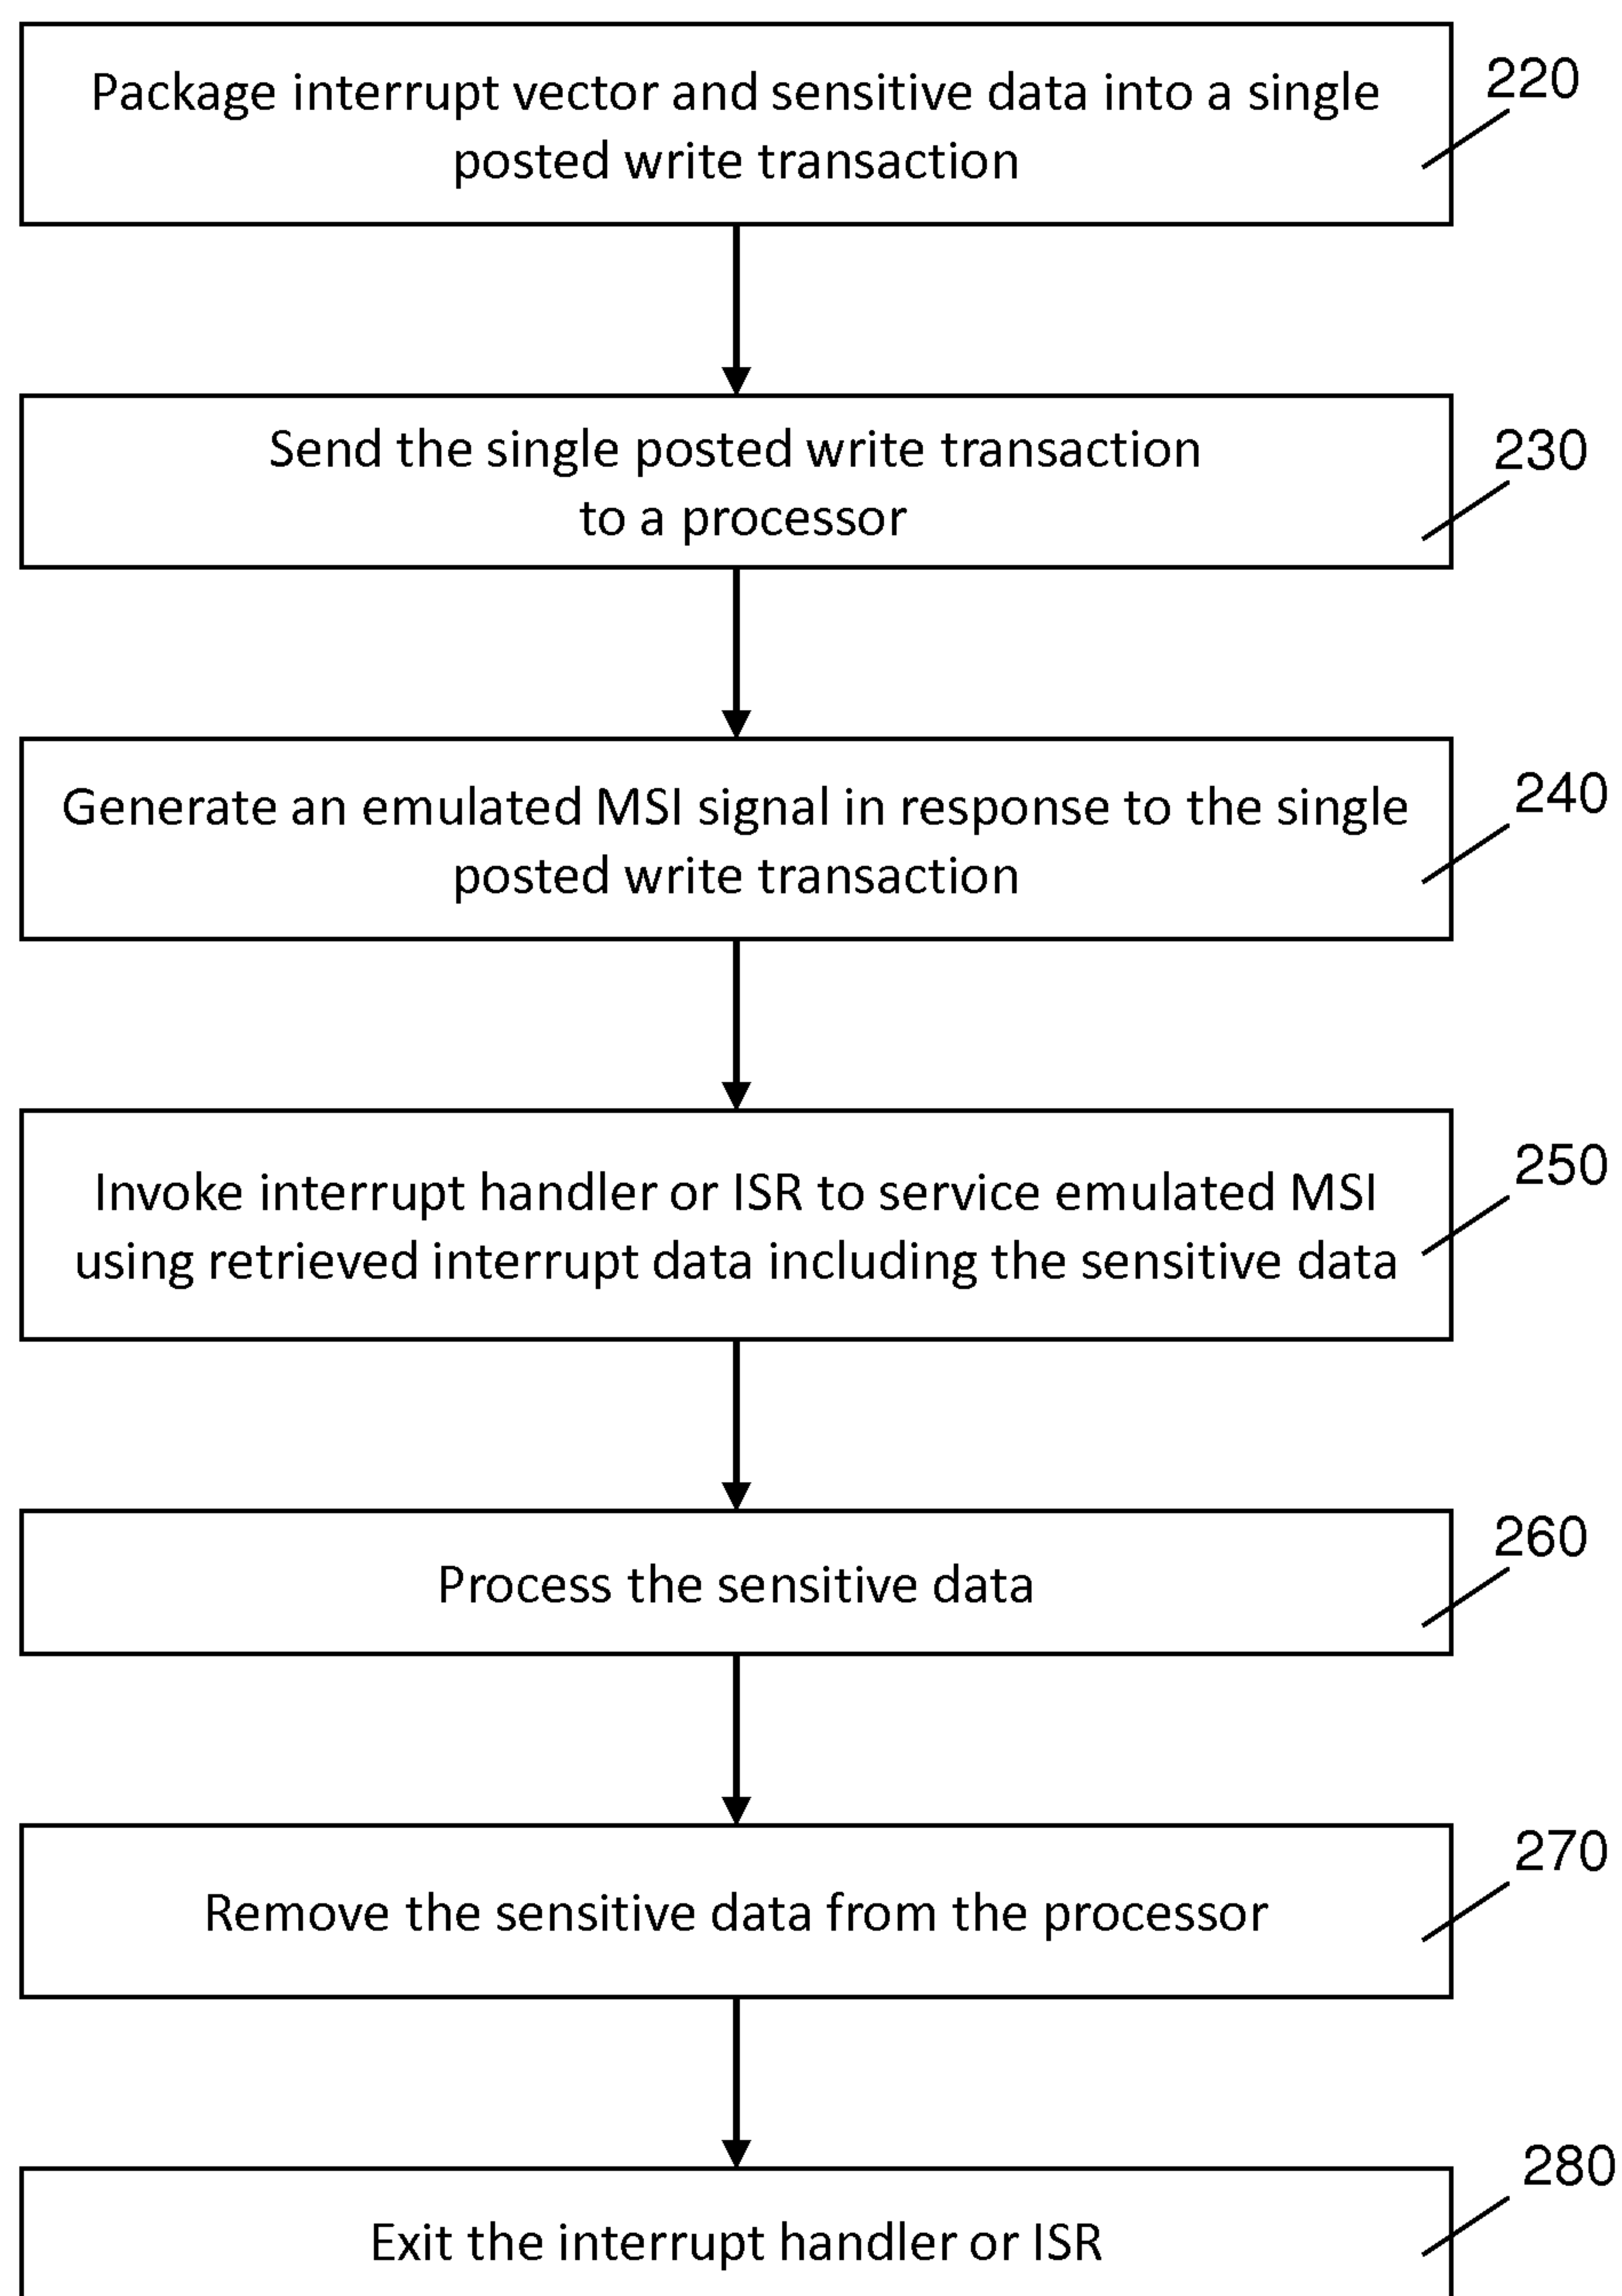 Package interrupt vector and sensitive data into a single
posted write transaction
220
Send the single posted write transaction
to a processor
230
Generate an emulated MSI signal in response to the single
posted write transaction
240
Invoke interrupt handler or ISR to service emulated MSI
using retrieved interrupt data including the sensitive data
250
Process the sensitive data
260
Remove the sensitive data from the processor
270
Exit the interrupt handler or ISR
280